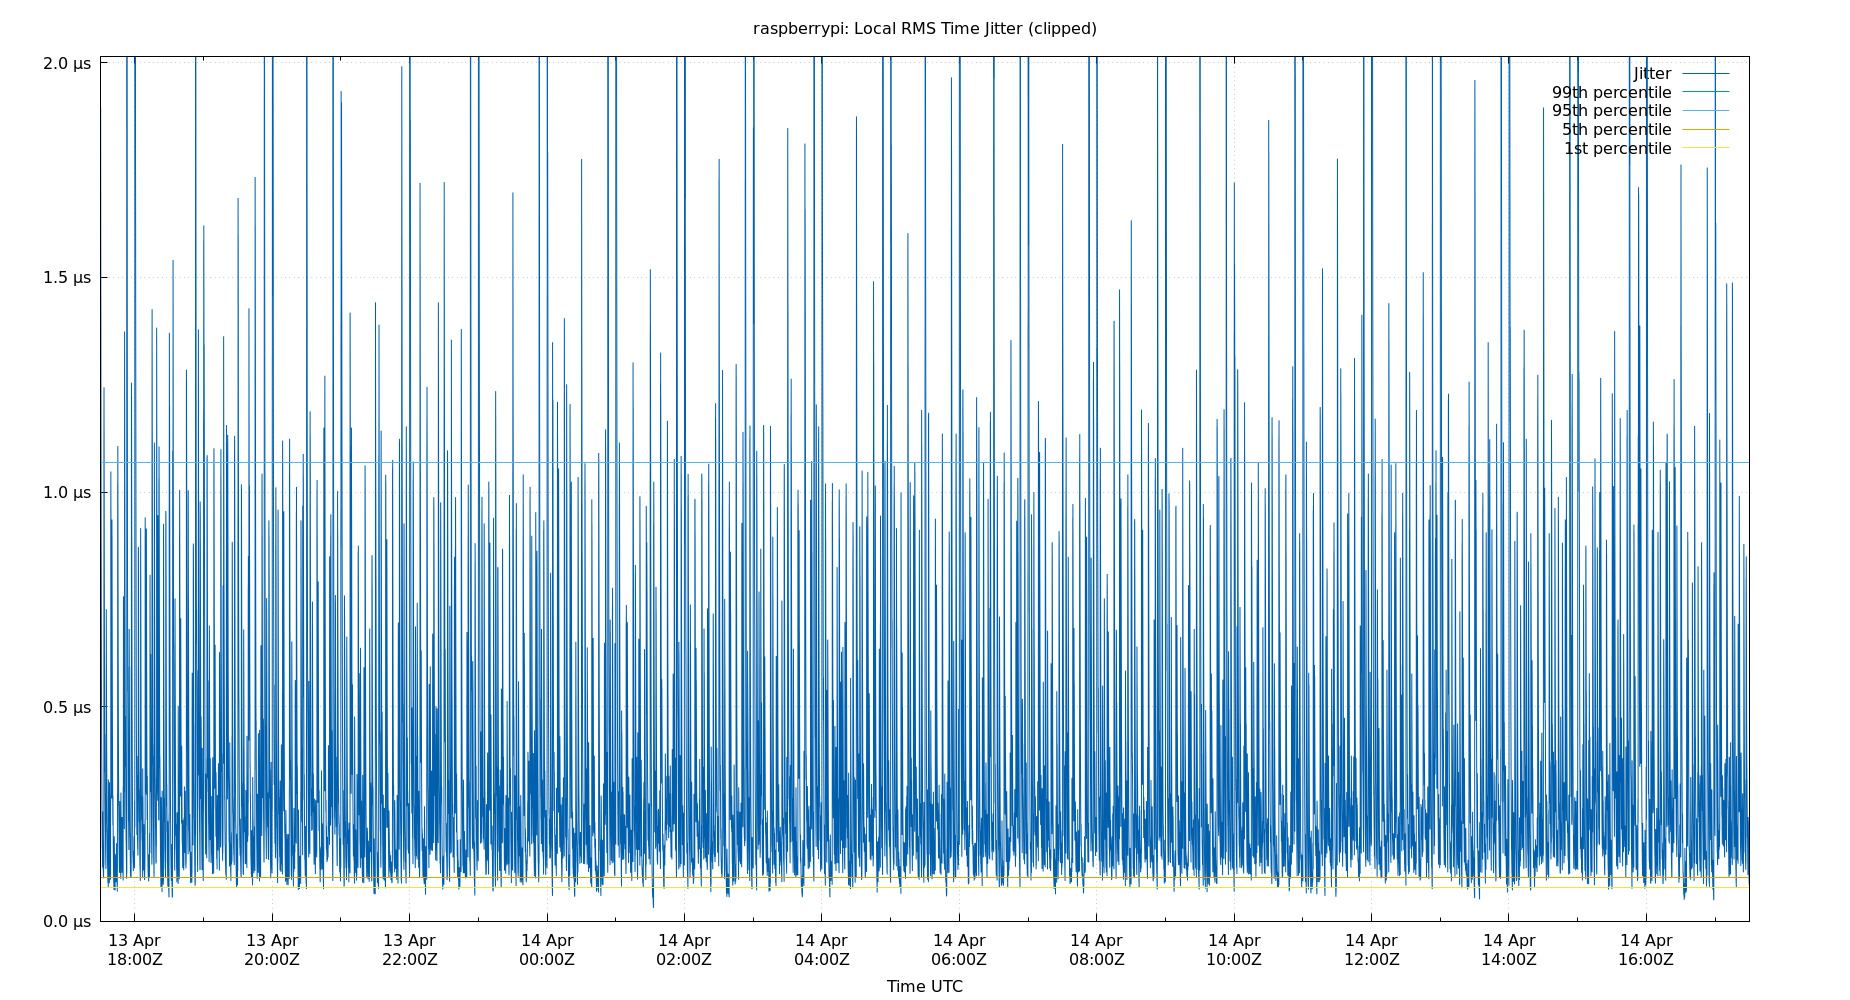 raspberrypi: Local RMS Time Jitter (clipped)
2.0 µs
1.5 µs
1.0 µs
0.5 µs
0.0 µs
Jitter
99th percentile
95th percentile
5th percentile
1st percentile
13 Apr 13 Apr 13 Apr 14 Apr 14 Apr 14 Apr 14 Apr 14 Apr 14 Apr 14 Apr 14 Apr 14 Apr
18:00Z 20:00Z 22:00Z 00:00Z 02:00Z 04:00Z 06:00Z 08:00Z 10:00Z 12:00Z 14:00Z 16:00Z
Time UTC